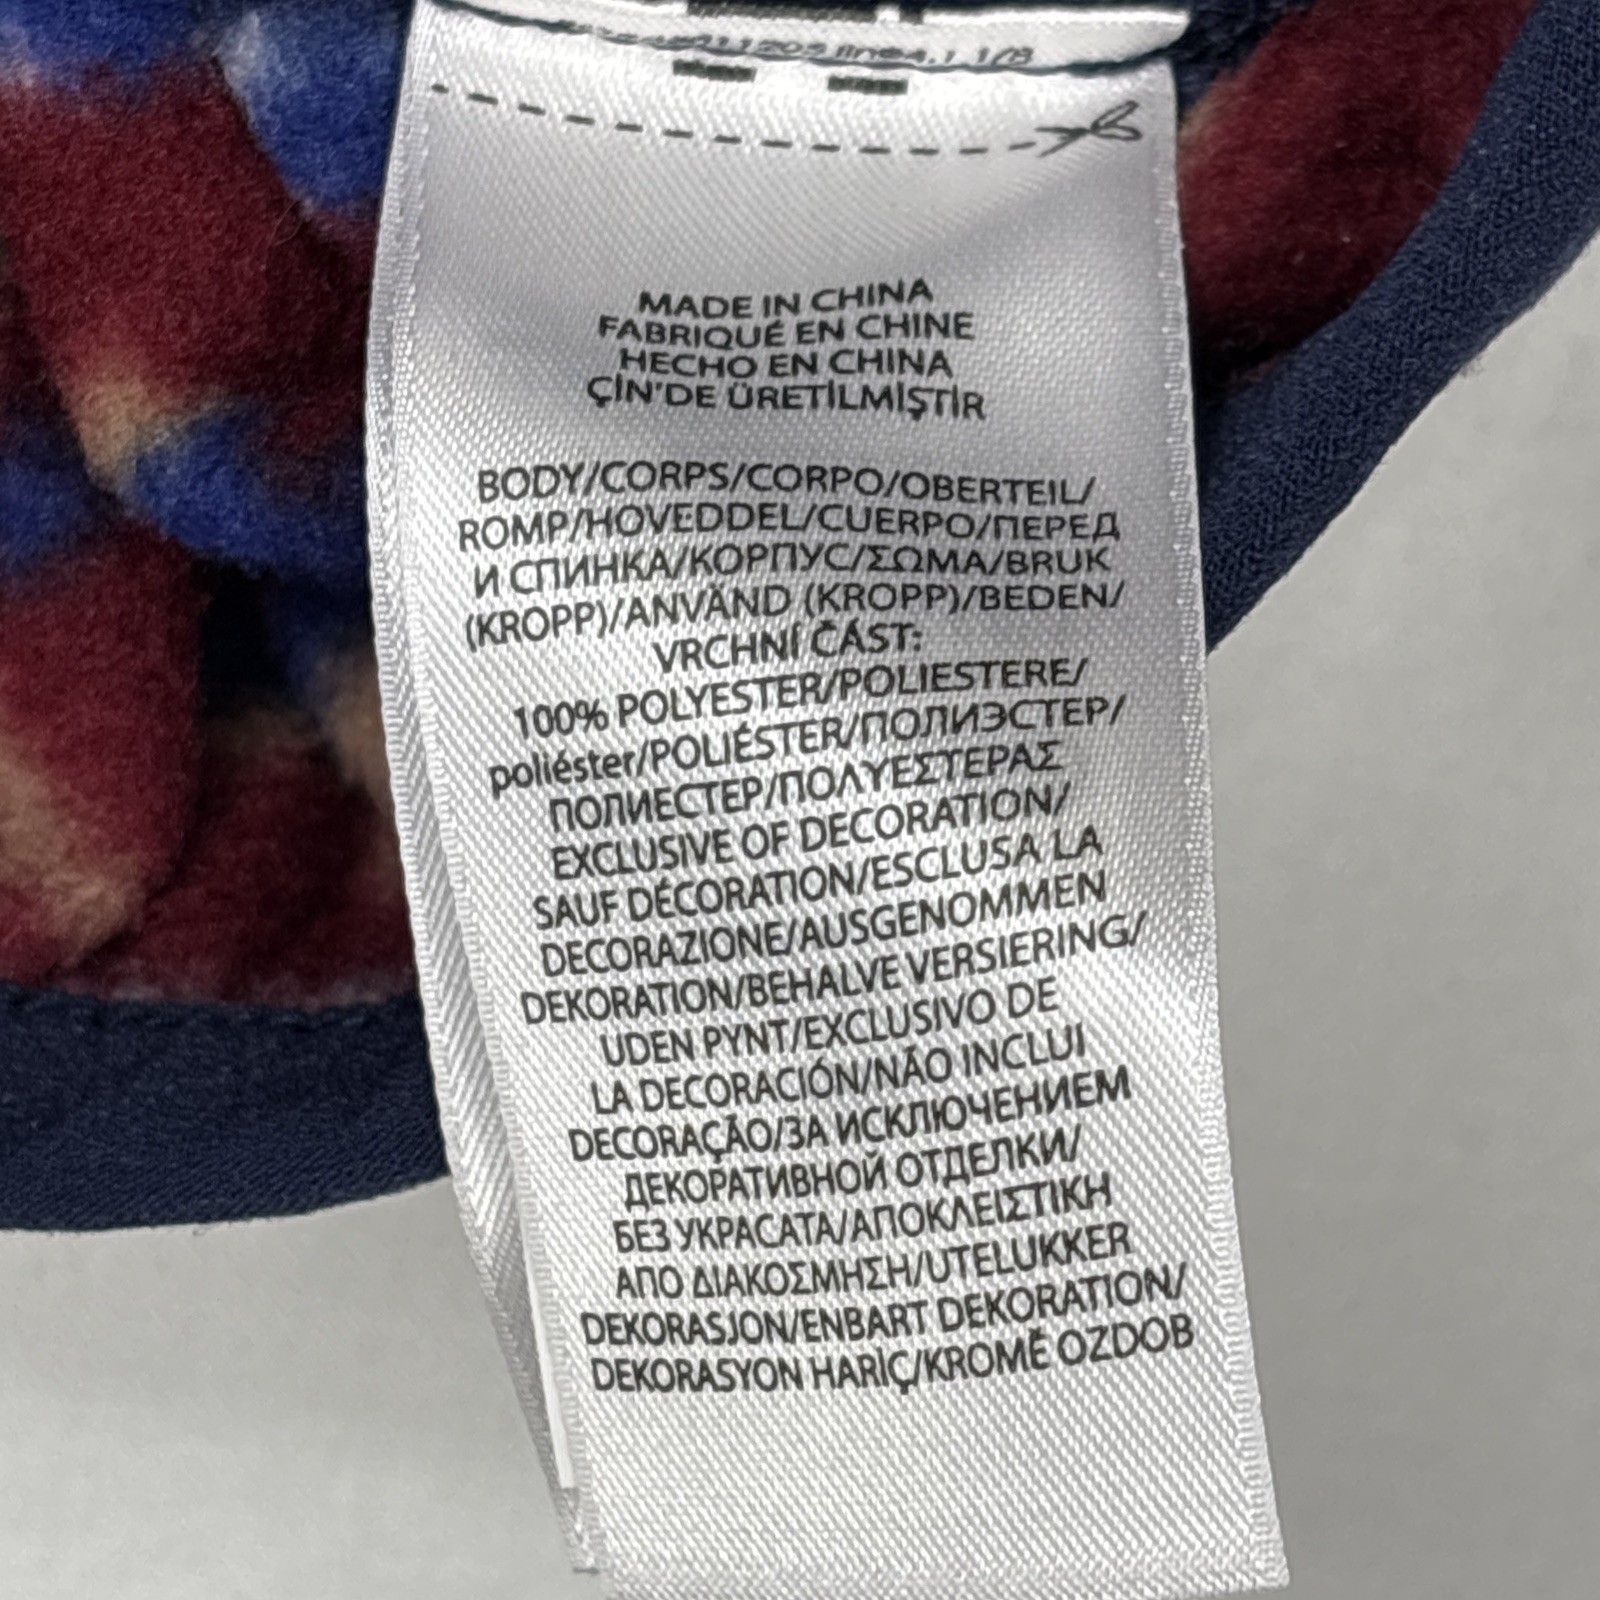 MADE IN CHINA
FABRIQUÉ EN CHINE
HECHO EN CHINA
ÇİN'DE ÜRETİLMİŞTİR
BODY/CORPS/CORPO/OBERTEIL/
ROMP/HOVEDDEL/CUERPO/ПЕРЕД
И СПИНКА/КОРПУС/ΣΩΜΑ/BRUK
(KROPP)/ANVÄND (KROPP)/BEDEN/
VRCHNÍ ČÁST:
100% POLYESTER/POLIESTERE/
poliéster/POLIÉSTER/ПОЛИЭСТЕР/
ПОЛИЕСТЕР/ΠΟΛΥΕΣΤΕΡΑΣ
EXCLUSIVE OF DECORATION/
SAUF DÉCORATION/ESCLUSA LA
DECORAZIONE/AUSGENOMMEN
DEKORATION/BEHALVE VERSIERING/
UDEN PYNT/EXCLUSIVO DE
LA DECORACIÓN/NÃO INCLUI
DECORAÇÃO/ЗА ИСКЛЮЧЕНИЕМ
ДЕКОРАТИВНОЙ ОТДЕЛКИ/
БЕЗ УКРАСАТА/ΑΠΟΚΛΕΙΣΤΙΚΗ
ΑΠΟ ΔΙΑΚΟΣΜΗΣΗ/UTELUKKER
DEKORASJON/ENBART DEKORATION/
DEKORASYON HARİÇ/KROMĚ OZDOB